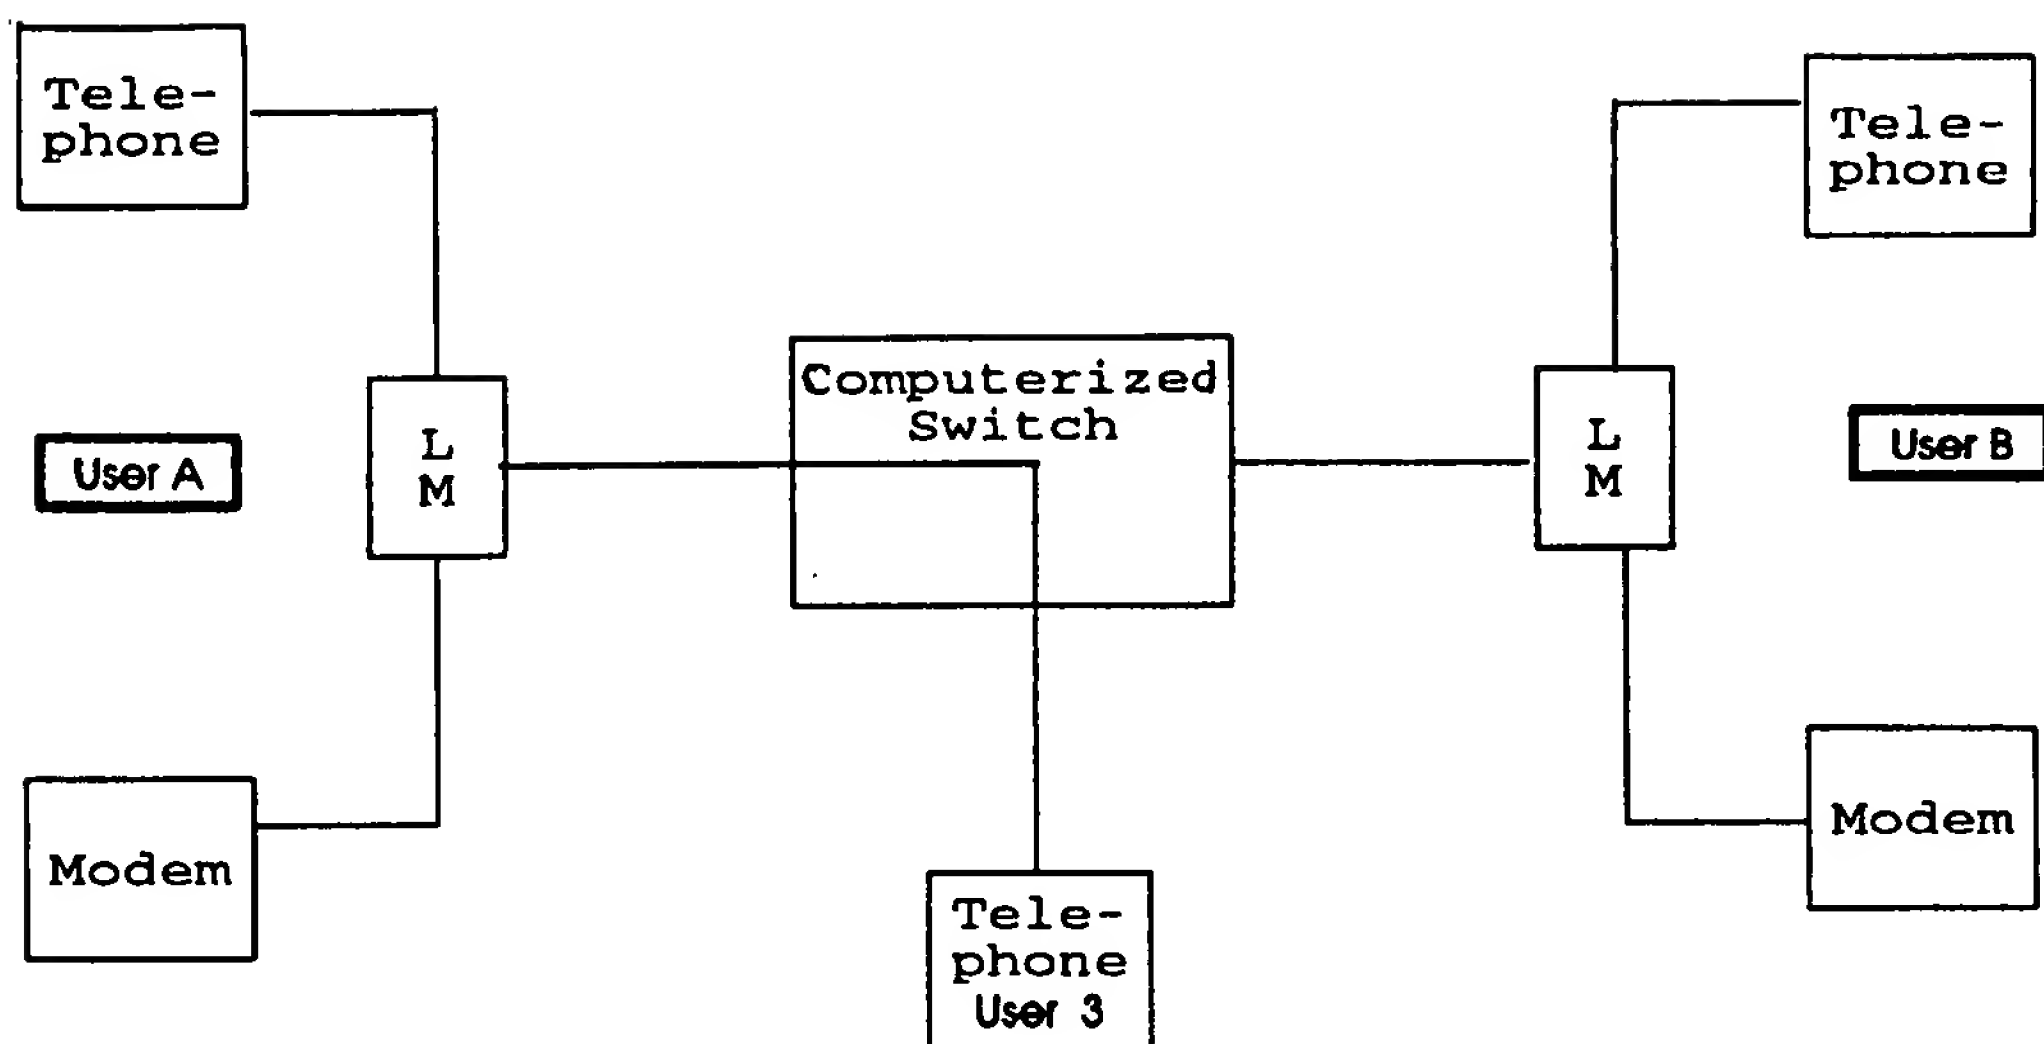 Tele-
phone
Tele-
phone
Computerized
Switch
L
M
L
M
User A
User B
Modem
Modem
Tele-
phone
User 3